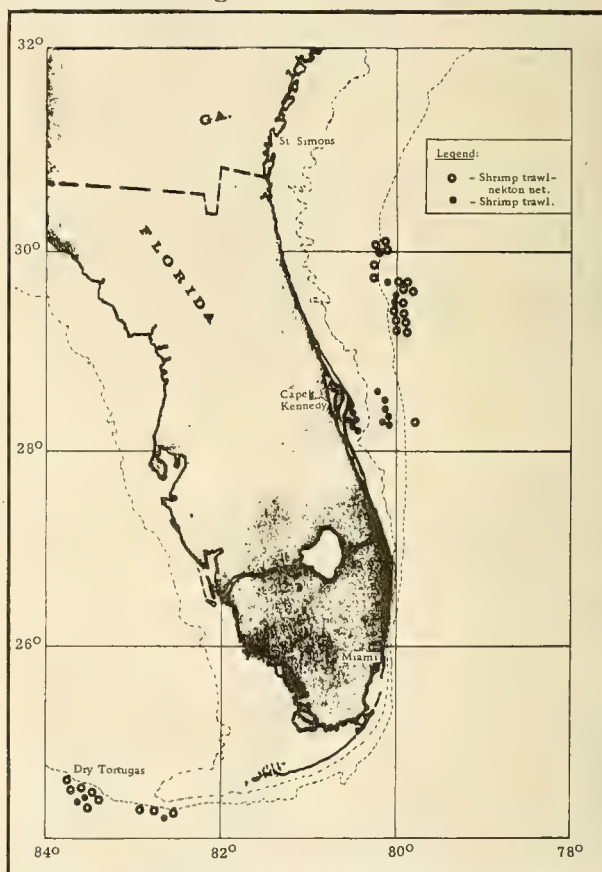 32°
GA.
St Simons
Legend:
- Shrimp trawl-
nekton net.
- Shrimp trawl.
30°
FLORIDA
Cape
Kennedy
28°
26°
Miami
Dry Tortugas
24°
84°
82°
80°
78°